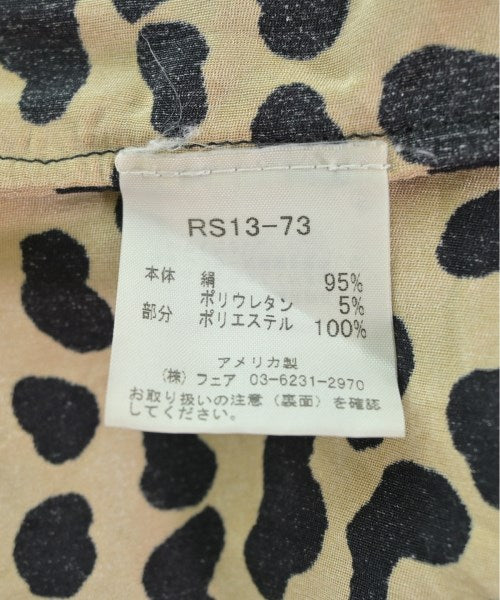 RS13-73
本体 絹 95%
ポリウレタン 5%
部分 ポリエステル 100%
アメリカ製
(株) フェア 03-6231-2970
お取り扱いの注意(裏面)を確認
してください。